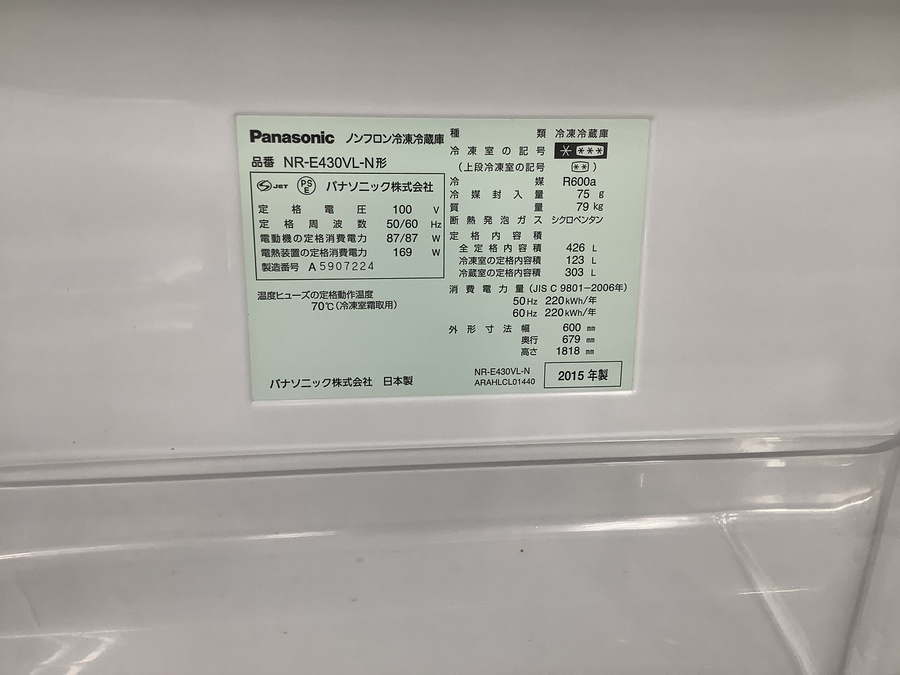 Panasonic ノンフロン冷凍冷蔵庫
品番 NR-E430VL-N形
JET PSE パナソニック株式会社
定格電圧 100 V
定格周波数 50/60 Hz
電動機の定格消費電力 87/87 W
電熱装置の定格消費電力 169 W
製造番号 A 5907224
温度ヒューズの定格動作温度
70℃(冷凍室霜取用)
パナソニック株式会社 日本製
種類 冷凍冷蔵庫
冷凍室の記号 * ***
(上段冷凍室の記号 **)
冷媒 R600a
冷媒封入量 75 g
質量 79 kg
断熱発泡ガス シクロペンタン
定格内容積
全定格内容積 426 L
冷凍室の定格内容積 123 L
冷蔵室の定格内容積 303 L
消費電力量(JIS C 9801-2006年)
50Hz 220kWh/年
60Hz 220kWh/年
外形寸法 幅 600 mm
奥行 679 mm
高さ 1818 mm
NR-E430VL-N
ARAHLCL01440
2015年製